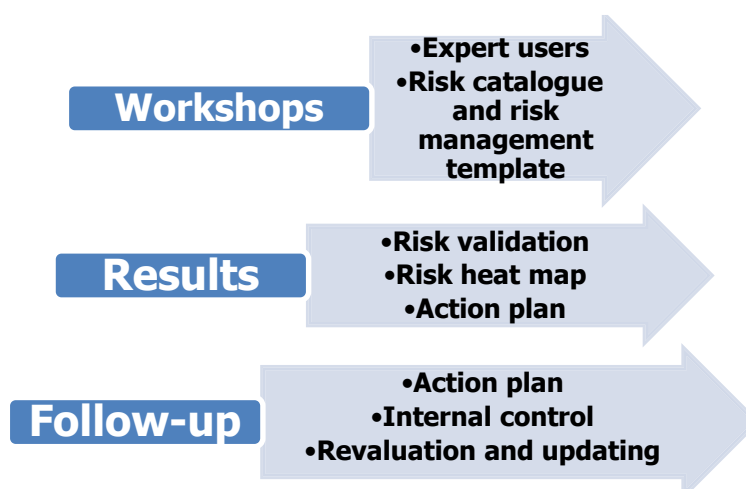 Workshops
•Expert users
•Risk catalogue
and risk
management
template
Results
•Risk validation
•Risk heat map
•Action plan
Follow-up
•Action plan
•Internal control
•Revaluation and updating